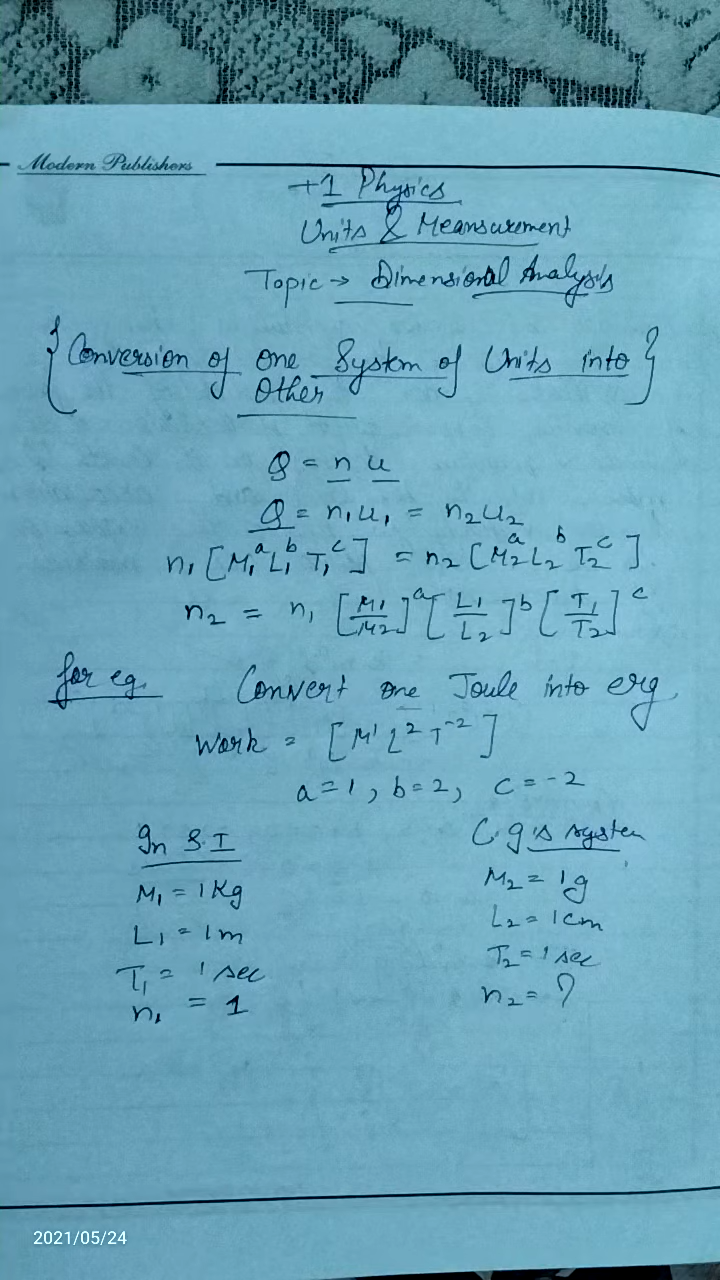 Modern Publishers
+1 Physics
Units & Meansurement
Topic → Dimensional Analysis
{ Conversion of one System of Units into }
Other
Q = n u
Q = n₁u₁ = n₂u₂
n₁ [M₁ᵃ L₁ᵇ T₁ᶜ] = n₂ [M₂ᵃ L₂ᵇ T₂ᶜ].
n₂ = n₁ [M₁/M₂]ᵃ [L₁/L₂]ᵇ [T₁/T₂]ᶜ
for eg. Convert one Joule into erg.
Work = [M¹ L² T⁻²]
a=1, b=2, c=-2
In S.I C.g.s system
M₁ = 1Kg M₂ = 1g
L₁ = 1m L₂ = 1cm
T₁ = 1 sec T₂ = 1 sec
n₁ = 1 n₂ = ?
2021/05/24